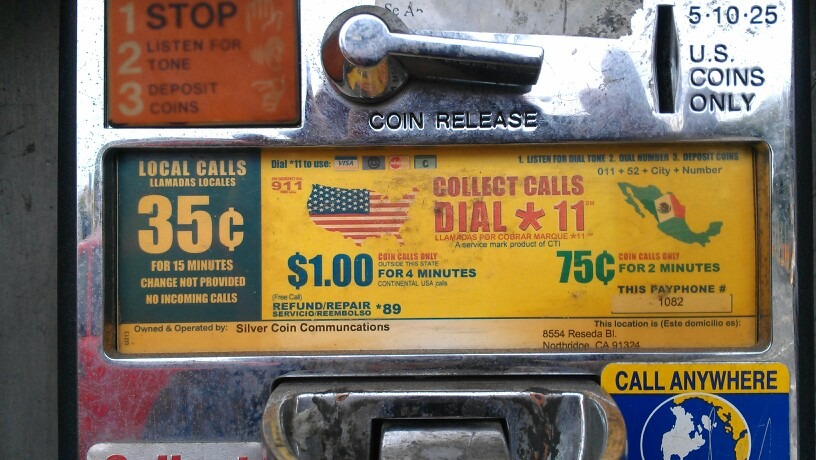 1 STOP
2 LISTEN FOR TONE
3 DEPOSIT COINS
5·10·25
U.S.
COINS
ONLY
COIN RELEASE
LOCAL CALLS
LLAMADAS LOCALES
35¢
FOR 15 MINUTES
CHANGE NOT PROVIDED
NO INCOMING CALLS
Dial *11 to use: VISA
1. LISTEN FOR DIAL TONE 2. DIAL NUMBER 3. DEPOSIT COINS
011 + 52 + City + Number
911
COLLECT CALLS
DIAL *11
LLAMADAS POR COBRAR MARQUE *11
A service mark product of CTI
$1.00 COIN CALLS ONLY
OUTSIDE THIS STATE
FOR 4 MINUTES
CONTINENTAL USA calls
75¢ COIN CALLS ONLY
FOR 2 MINUTES
(Free Call)
REFUND/REPAIR *89
SERVICIO/REEMBOLSO
THIS PAYPHONE #
1082
Owned & Operated by: Silver Coin Communcations
This location is (Este domicilio es):
8554 Reseda Bl.
Northridge, CA 91324
CALL ANYWHERE